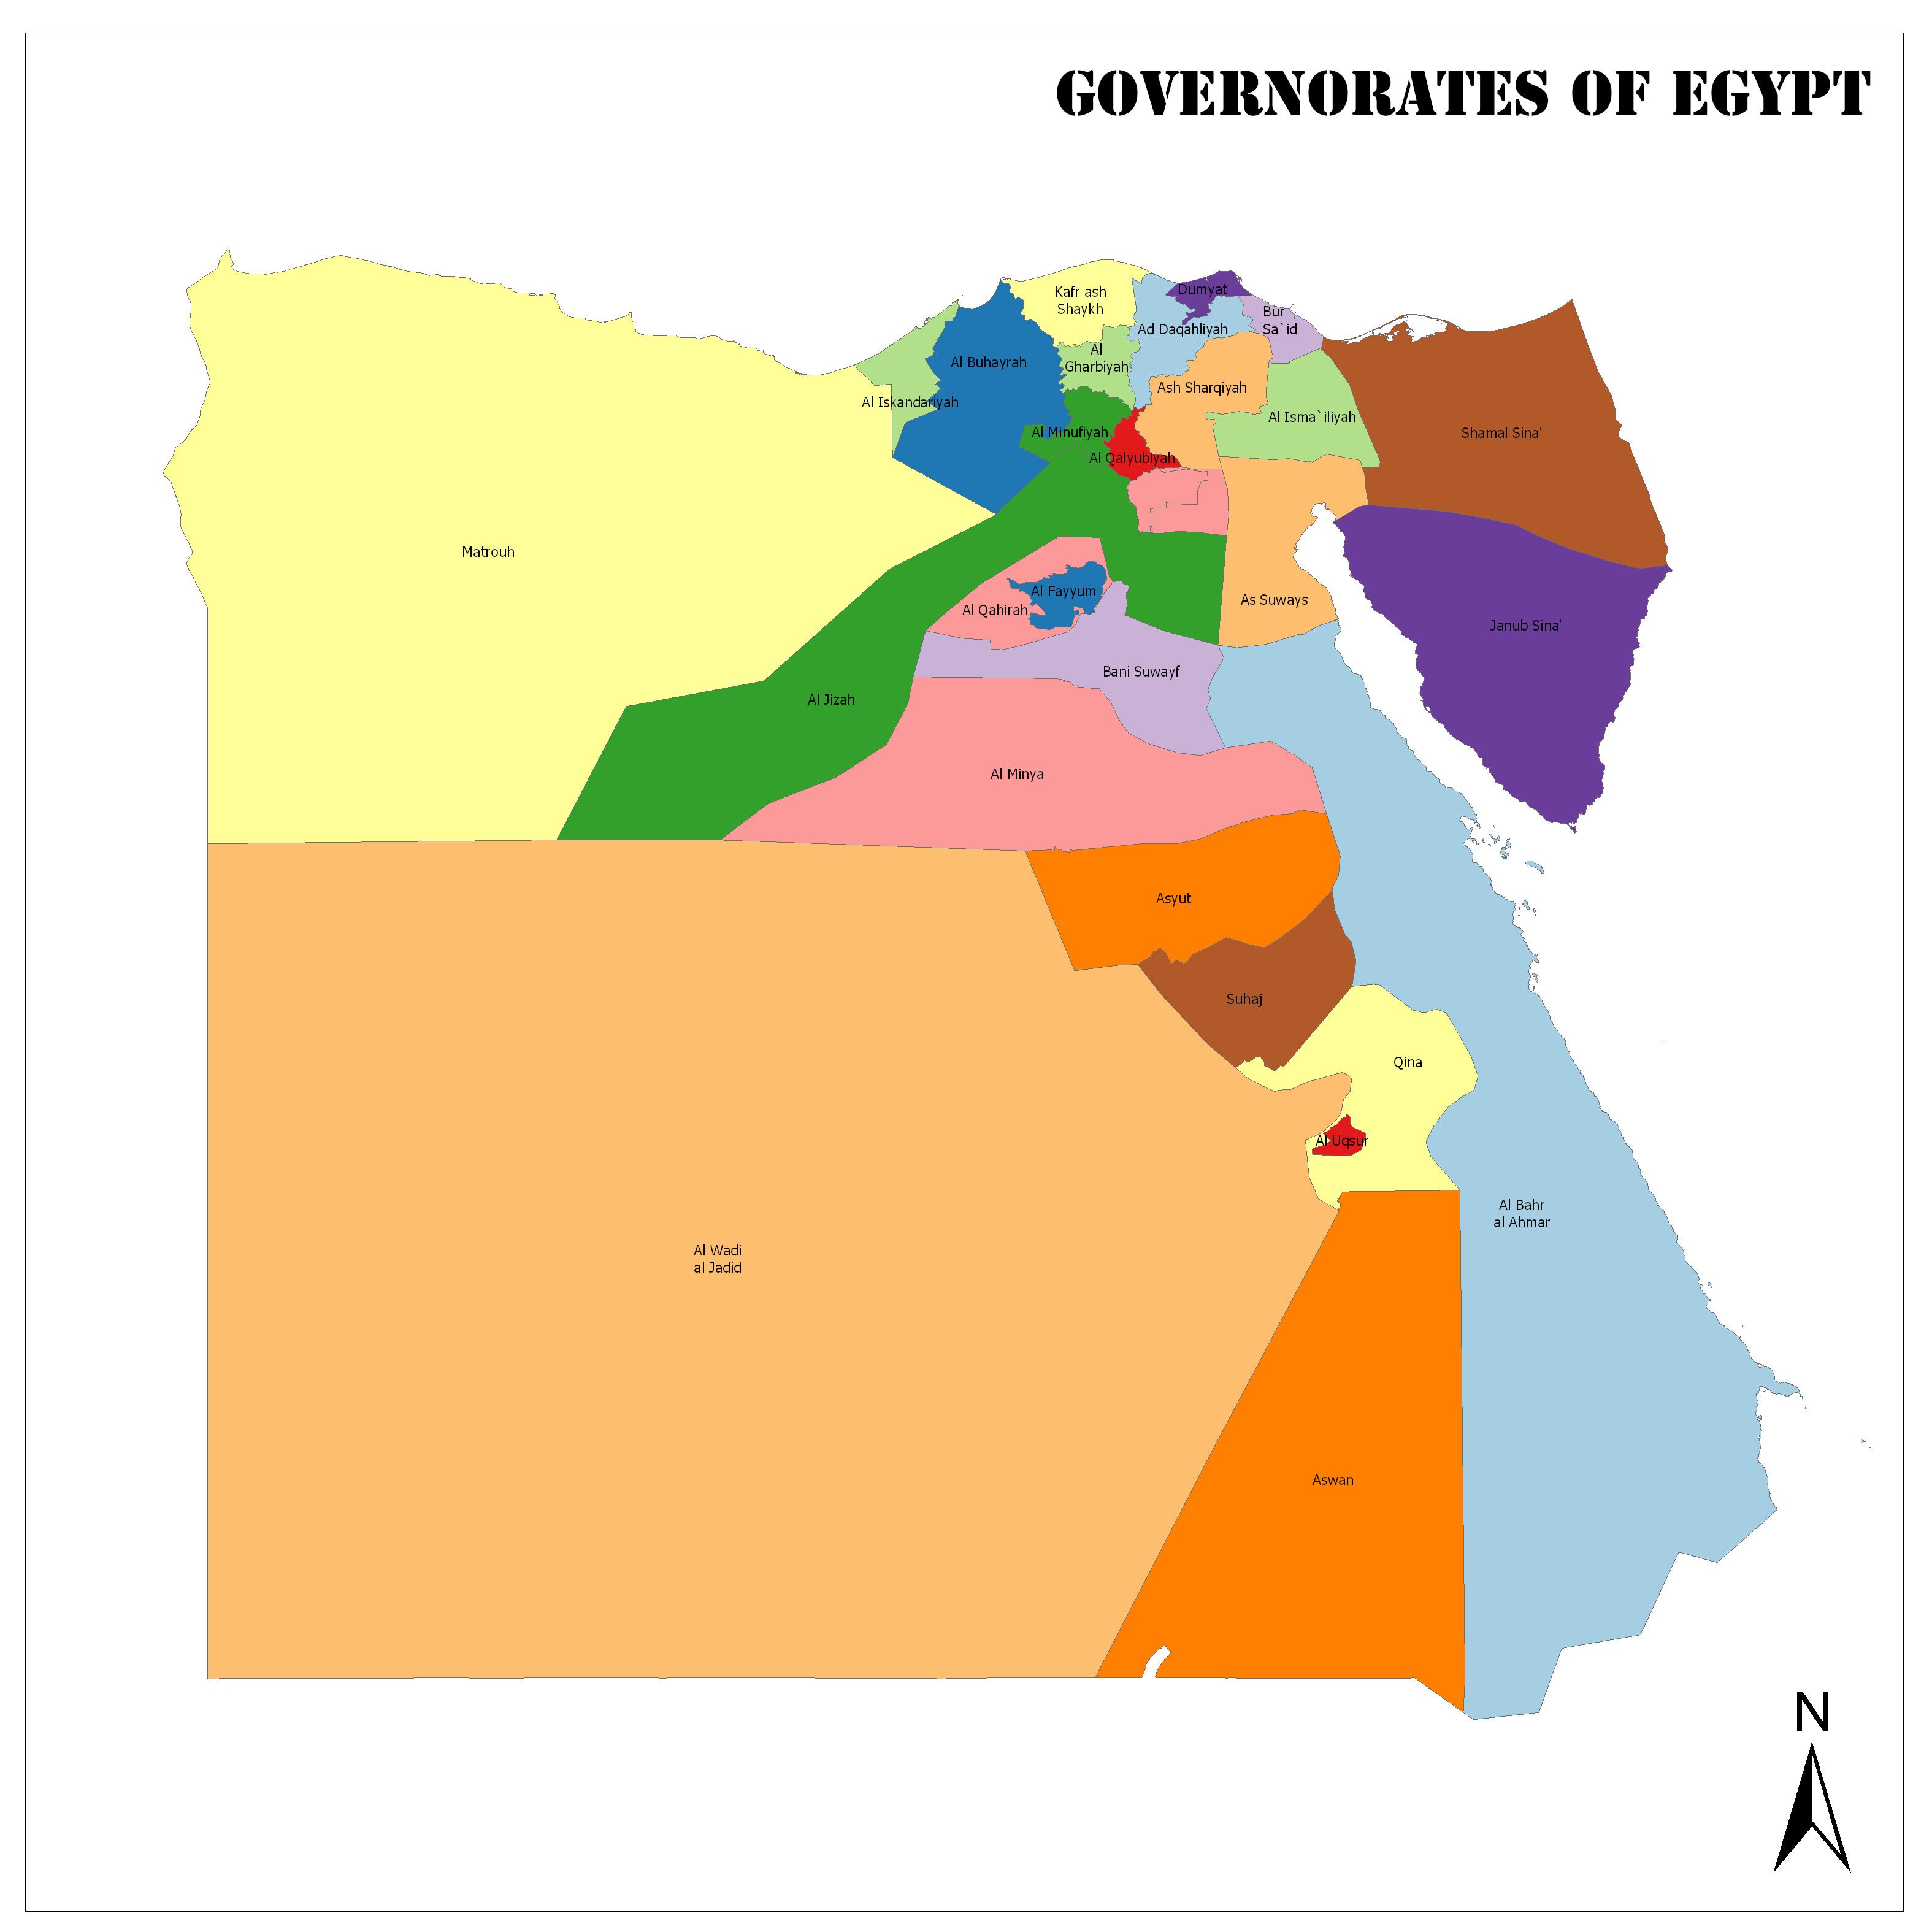 GOVERNORATES OF EGYPT
Kafr ash
Shaykh
Dumyat
Bur
Sa`id
Ad Daqahliyah
Al
Gharbiyah
Al Buhayrah
Ash Sharqiyah
Al Iskandariyah
Al Isma`iliyah
Al Minufiyah
Shamal Sina'
Al Qalyubiyah
Matrouh
Al Fayyum
As Suways
Al Qahirah
Janub Sina'
Bani Suwayf
Al Jizah
Al Minya
Asyut
Suhaj
Qina
Al Uqsur
Al Bahr
al Ahmar
Al Wadi
al Jadid
Aswan
N